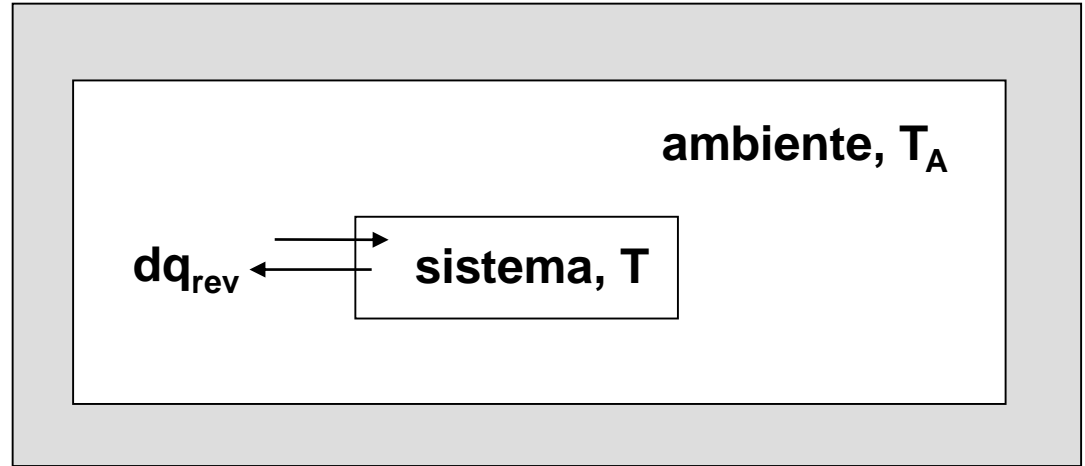 ambiente, T_A
dq_rev
sistema, T